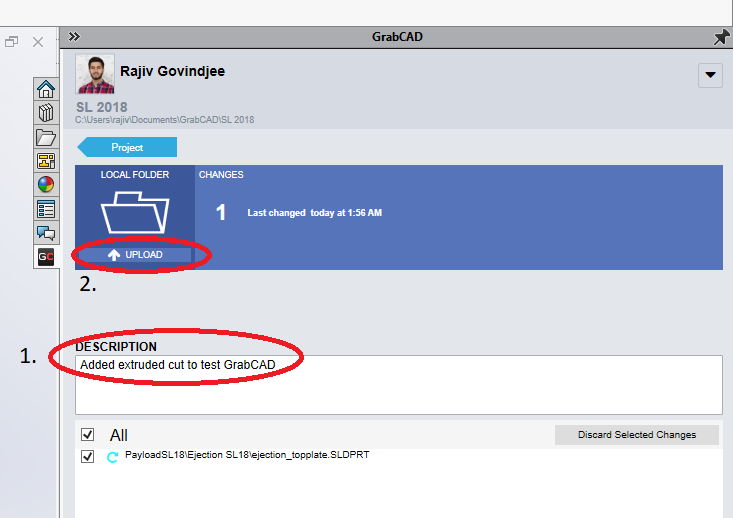 GrabCAD
Rajiv Govindjee
SL 2018
C:\Users\rajiv\Documents\GrabCAD\SL 2018
Project
LOCAL FOLDER
CHANGES
1
Last changed today at 1:56 AM
UPLOAD
2.
GC
1.
DESCRIPTION
Added extruded cut to test GrabCAD
All
Discard Selected Changes
PayloadSL18\Ejection SL18\ejection_topplate.SLDPRT